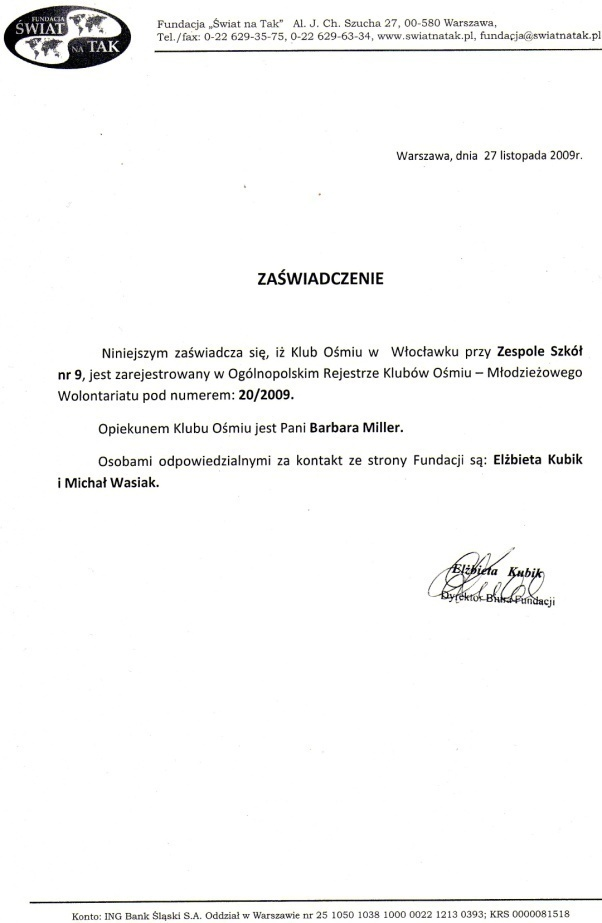 FUNDACJA
ŚWIAT
NA TAK
Fundacja „Świat na Tak” Al. J. Ch. Szucha 27, 00-580 Warszawa,
Tel./fax: 0-22 629-35-75, 0-22 629-63-34, www.swiatnatak.pl, fundacja@swiatnatak.pl
Warszawa, dnia 27 listopada 2009r.
ZAŚWIADCZENIE
Niniejszym zaświadcza się, iż Klub Ośmiu w Włocławku przy Zespole Szkół
nr 9, jest zarejestrowany w Ogólnopolskim Rejestrze Klubów Ośmiu – Młodzieżowego
Wolontariatu pod numerem: 20/2009.
Opiekunem Klubu Ośmiu jest Pani Barbara Miller.
Osobami odpowiedzialnymi za kontakt ze strony Fundacji są: Elżbieta Kubik
i Michał Wasiak.
Elżbieta Kubik
Dyrektor Biura Fundacji
Konto: ING Bank Śląski S.A. Oddział w Warszawie nr 25 1050 1038 1000 0022 1213 0393; KRS 0000081518